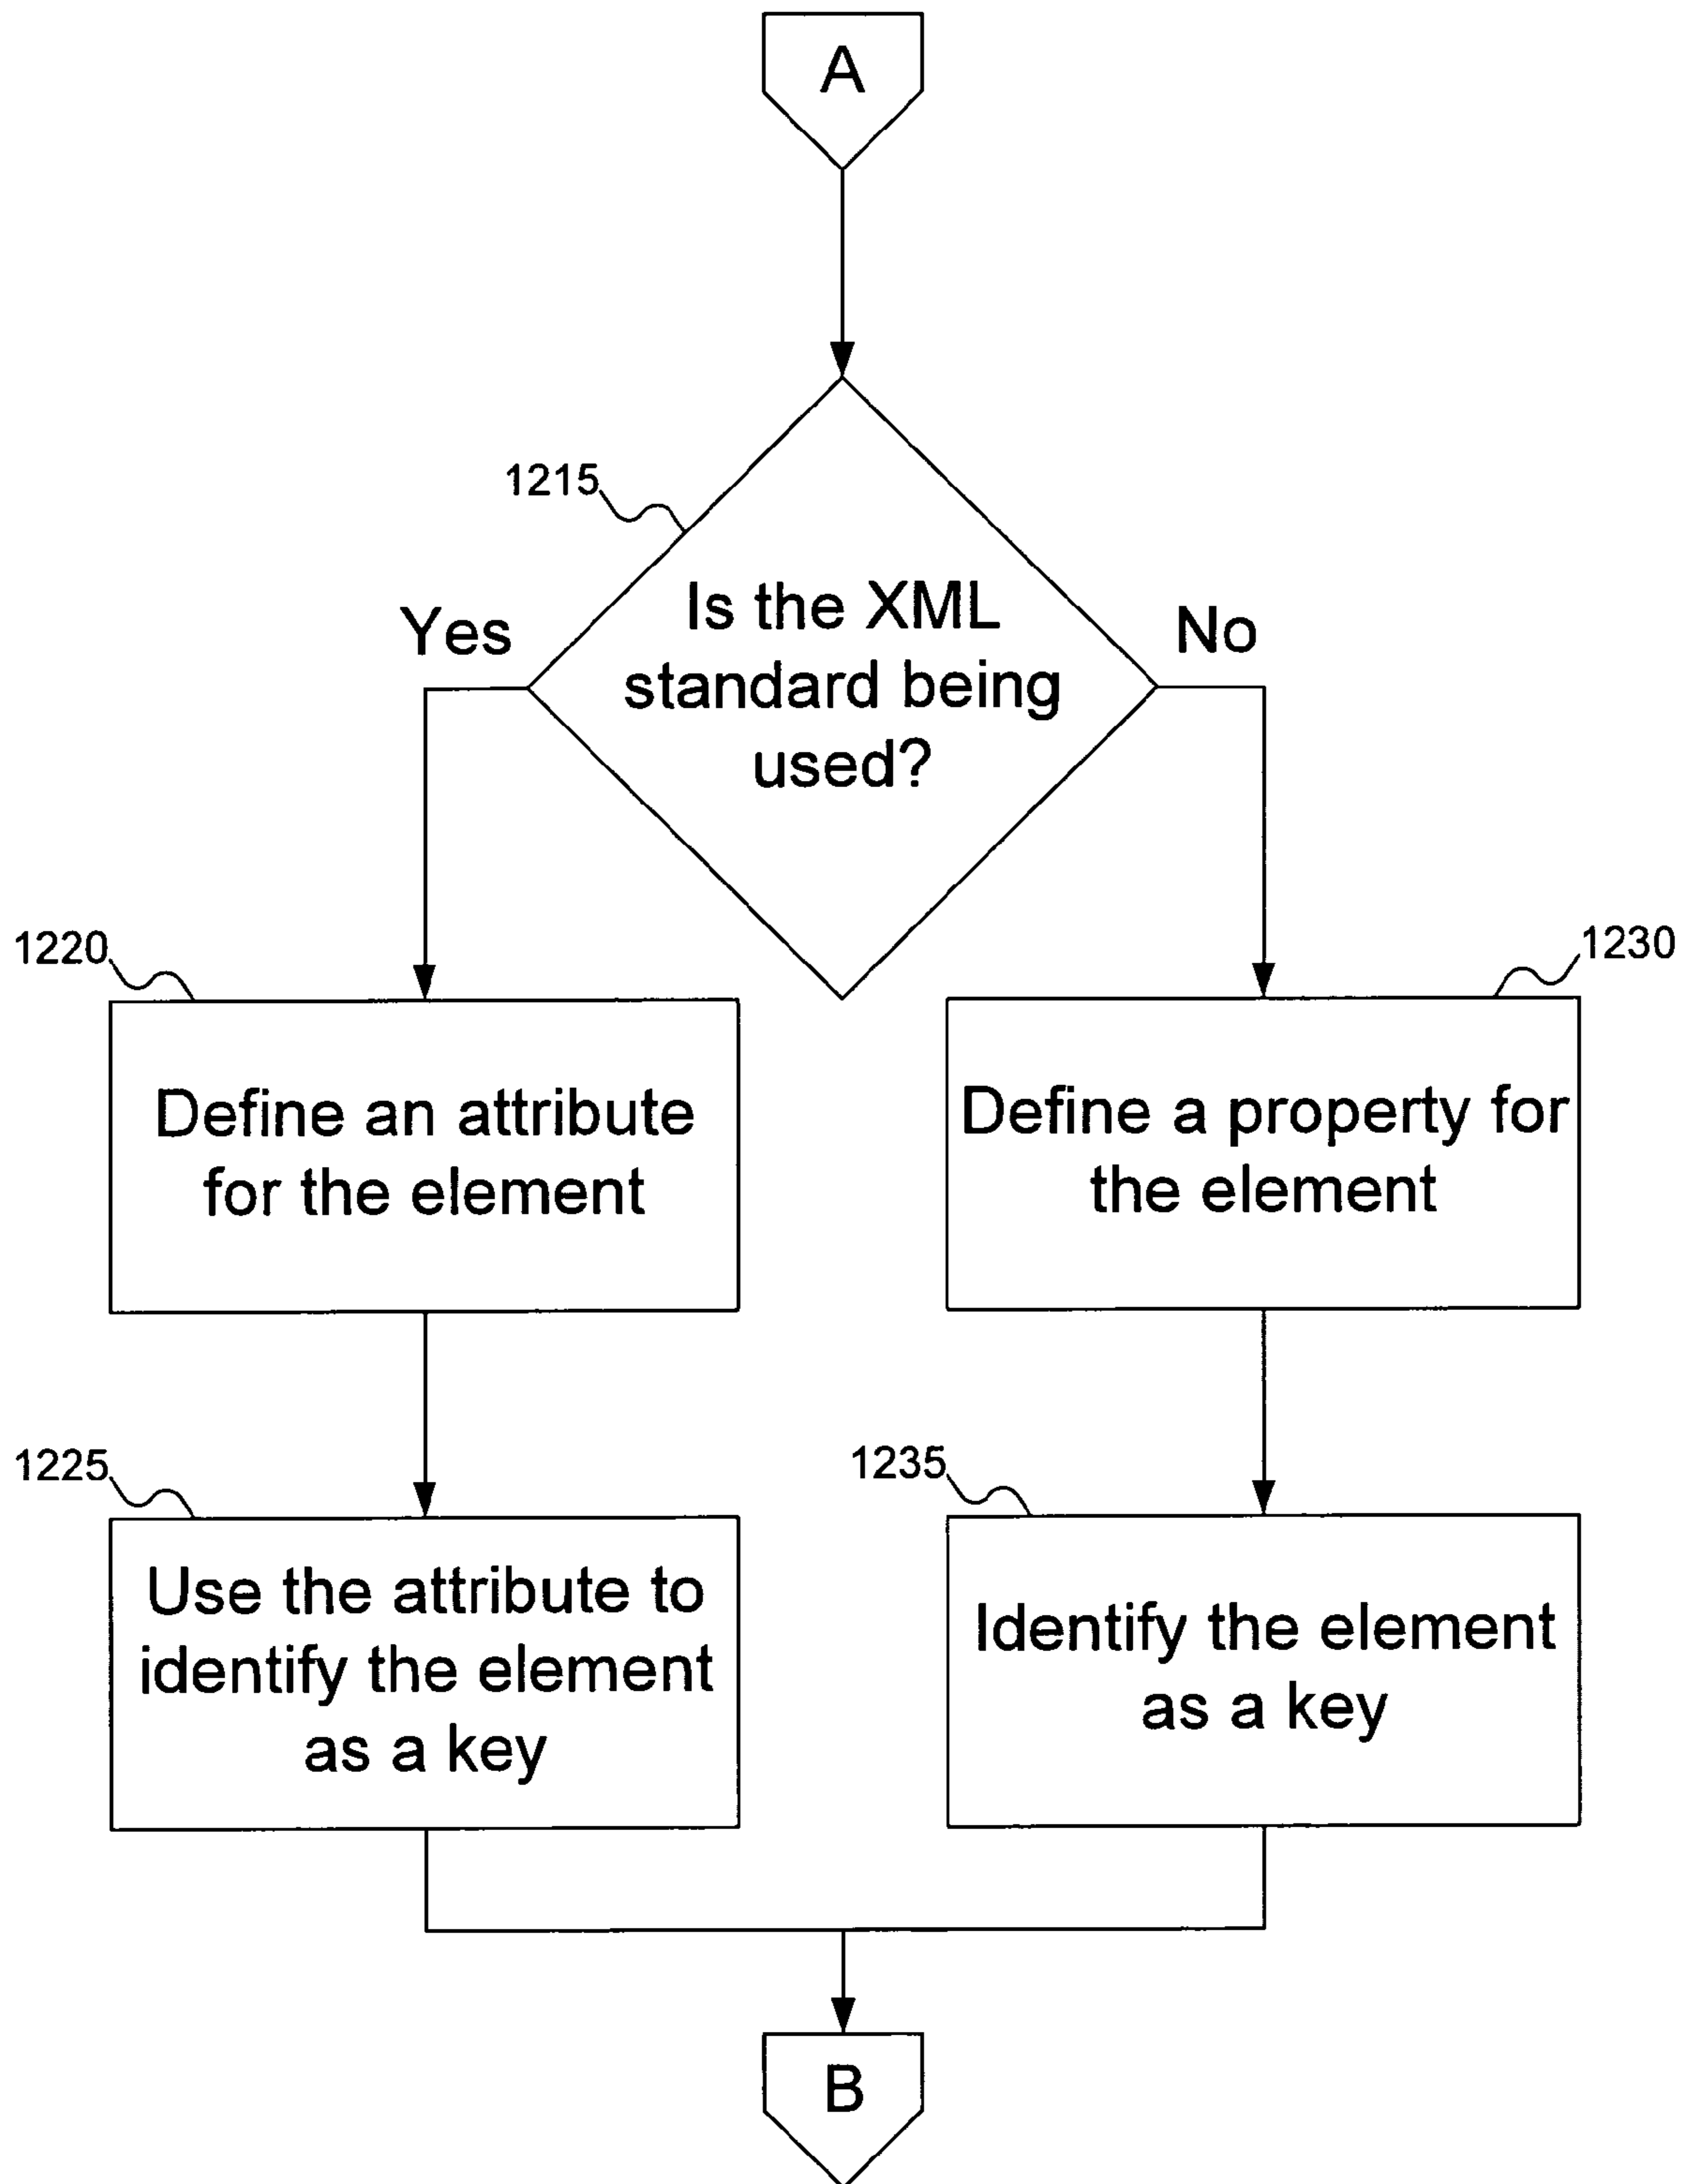 A
1215
Is the XML
standard being
used?
Yes
No
1220
Define an attribute
for the element
1230
Define a property for
the element
1225
Use the attribute to
identify the element
as a key
1235
Identify the element
as a key
B